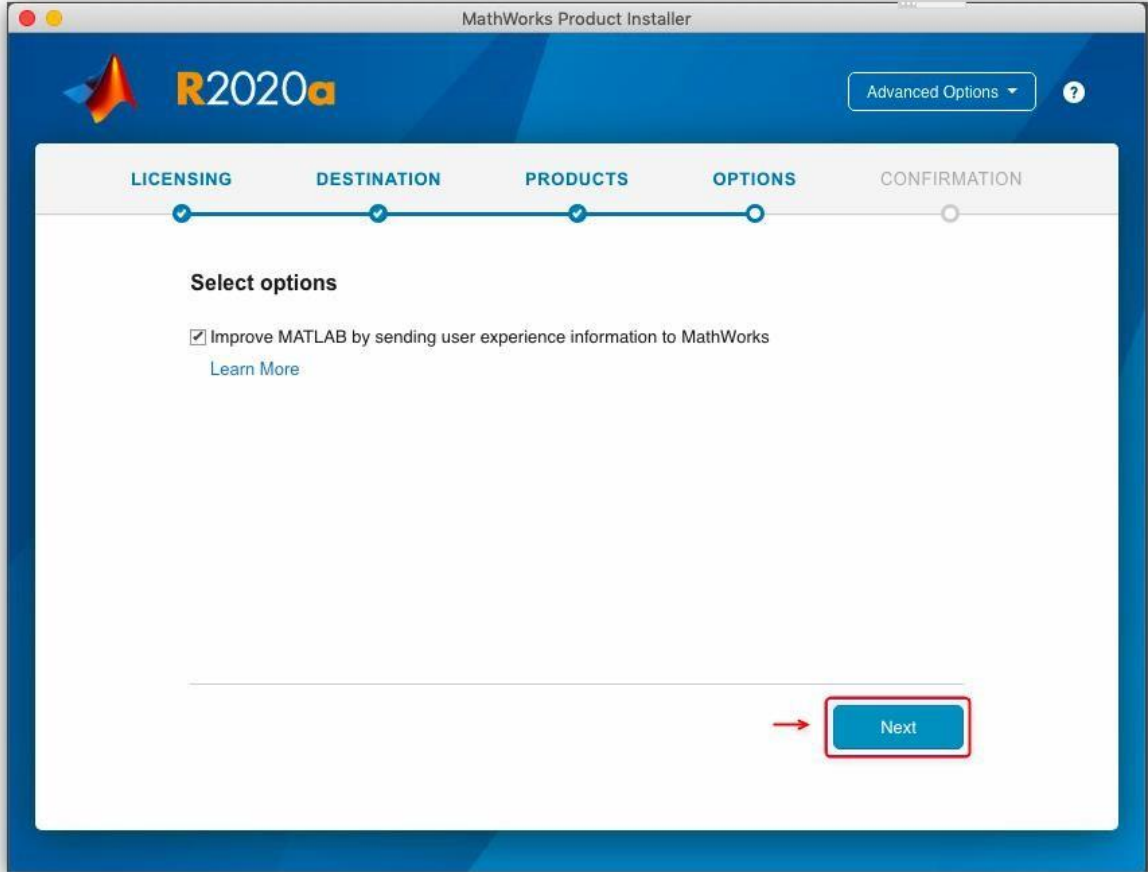 MathWorks Product Installer
R2020a
Advanced Options
?
LICENSING DESTINATION PRODUCTS OPTIONS CONFIRMATION
Select options
Improve MATLAB by sending user experience information to MathWorks
Learn More
Next